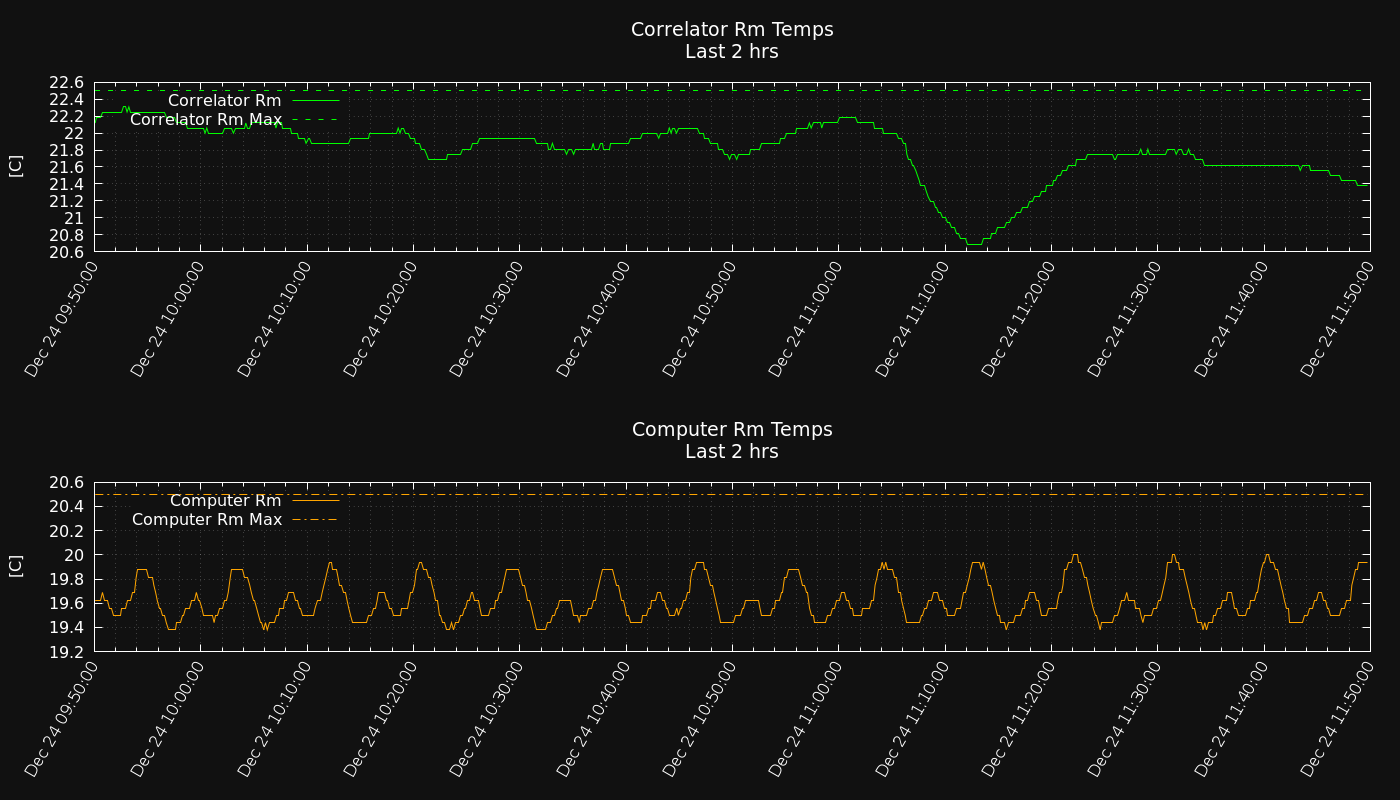 Correlator Rm Temps
Last 2 hrs
22.6
22.4
22.2
22
21.8
21.6
21.4
21.2
21
20.8
20.6
[C]
Correlator Rm
Correlator Rm Max
Dec 24 09:50:00
Dec 24 10:00:00
Dec 24 10:10:00
Dec 24 10:20:00
Dec 24 10:30:00
Dec 24 10:40:00
Dec 24 10:50:00
Dec 24 11:00:00
Dec 24 11:10:00
Dec 24 11:20:00
Dec 24 11:30:00
Dec 24 11:40:00
Dec 24 11:50:00
Computer Rm Temps
Last 2 hrs
20.6
20.4
20.2
20
19.8
19.6
19.4
19.2
[C]
Computer Rm
Computer Rm Max
Dec 24 09:50:00
Dec 24 10:00:00
Dec 24 10:10:00
Dec 24 10:20:00
Dec 24 10:30:00
Dec 24 10:40:00
Dec 24 10:50:00
Dec 24 11:00:00
Dec 24 11:10:00
Dec 24 11:20:00
Dec 24 11:30:00
Dec 24 11:40:00
Dec 24 11:50:00